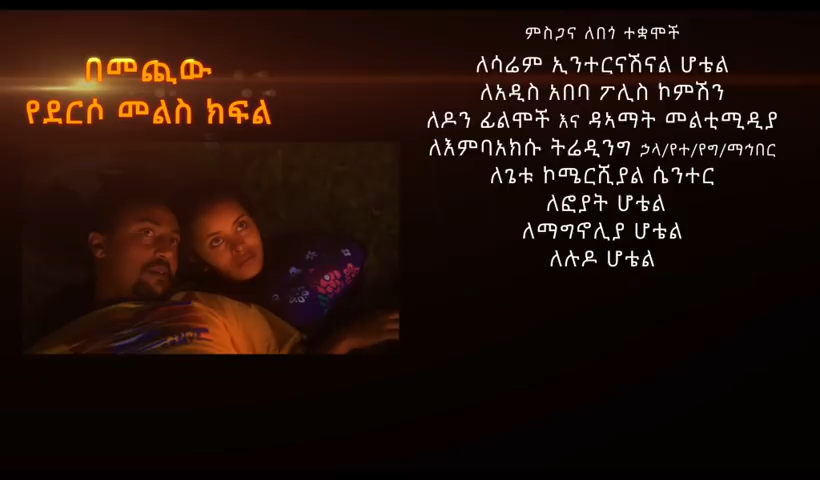 በመጪው
የደርሶ መልስ ክፍል
ምስጋና ለበጎ ተቋሞች
ለሳሬም ኢንተርናሽናል ሆቴል
ለአዲስ አበባ ፖሊስ ኮምሽን
ለዶን ፊልሞች እና ዳኣማት መልቲሚዲያ
ለእምባአክሱ ትሬዲንግ ኃላ/የተ/የግ/ማኅበር
ለጌቱ ኮሜርሺያል ሴንተር
ለፎያት ሆቴል
ለማግኖሊያ ሆቴል
ለሉዶ ሆቴል